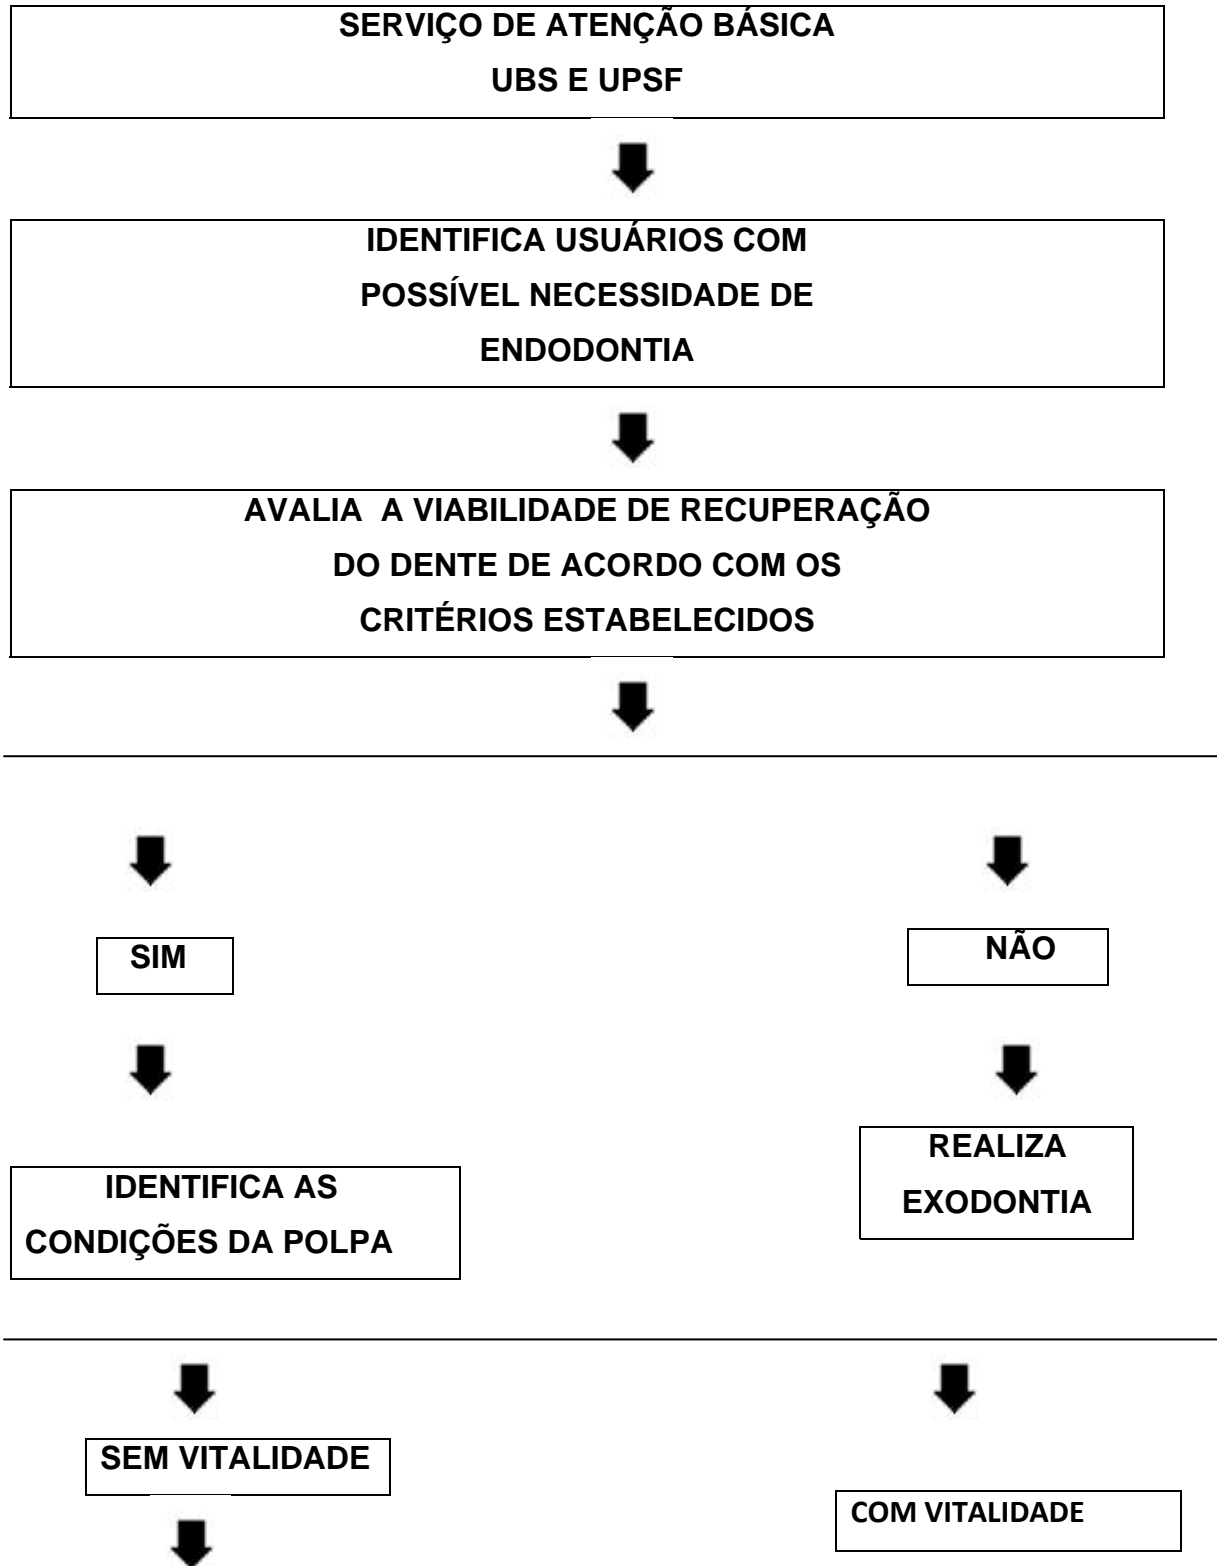 SERVIÇO DE ATENÇÃO BÁSICA
UBS E UPSF
IDENTIFICA USUÁRIOS COM
POSSÍVEL NECESSIDADE DE
ENDODONTIA
AVALIA A VIABILIDADE DE RECUPERAÇÃO
DO DENTE DE ACORDO COM OS
CRITÉRIOS ESTABELECIDOS
SIM
NÃO
IDENTIFICA AS
CONDIÇÕES DA POLPA
REALIZA
EXODONTIA
SEM VITALIDADE
COM VITALIDADE